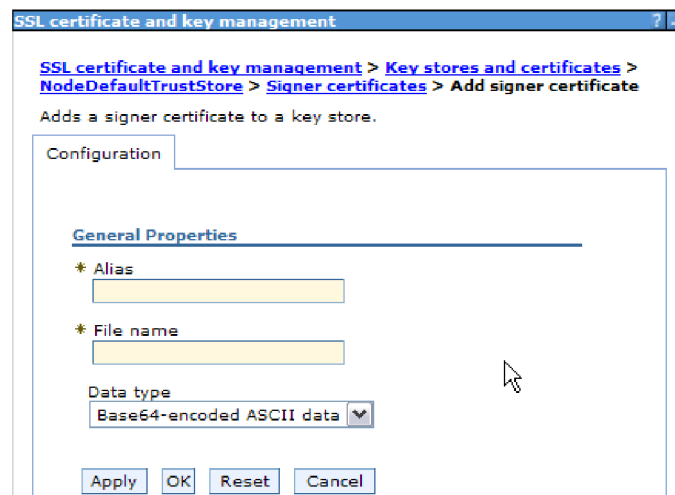 SSL certificate and key management ?
SSL certificate and key management > Key stores and certificates >
NodeDefaultTrustStore > Signer certificates > Add signer certificate
Adds a signer certificate to a key store.
Configuration
General Properties
* Alias
* File name
Data type
Base64-encoded ASCII data
Apply OK Reset Cancel